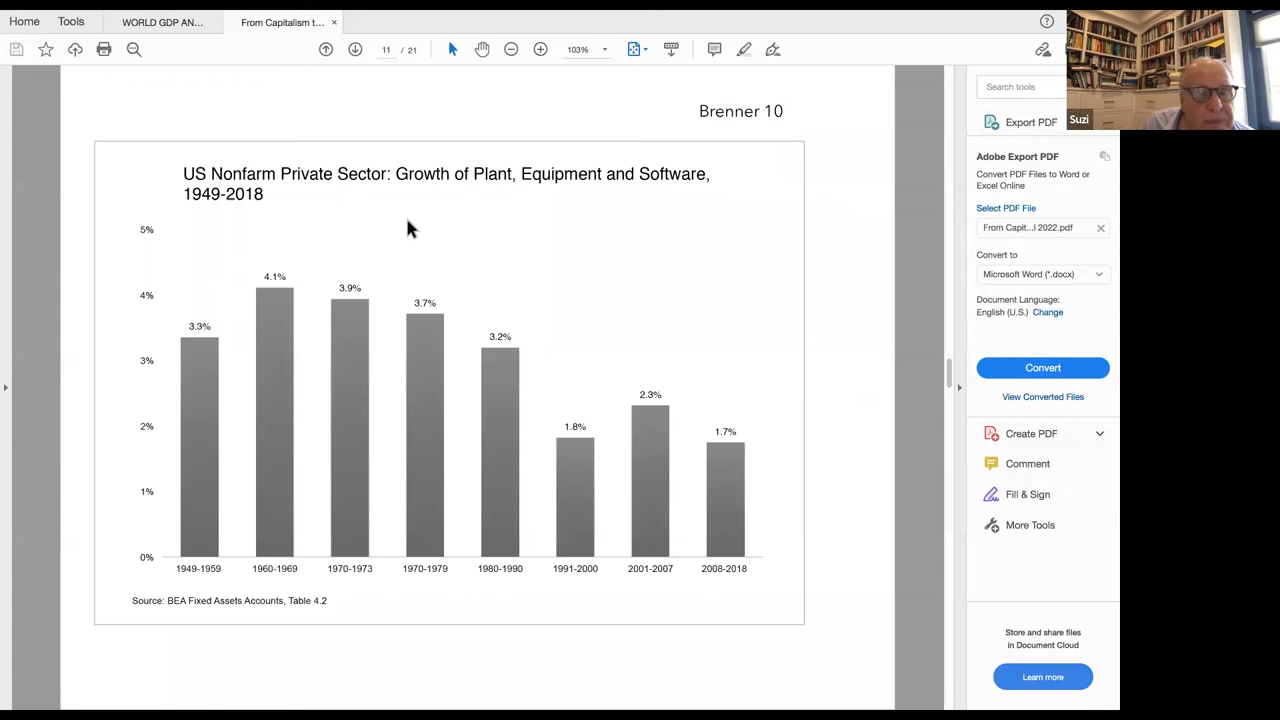 Home
Tools
WORLD GDP AN...
From Capitalism t...
×
11 / 21
103%
Search tools
Suzi
Export PDF
Adobe Export PDF
Convert PDF Files to Word or
Excel Online
Select PDF File
From Capit...l 2022.pdf
Convert to
Microsoft Word (*.docx)
Document Language:
English (U.S.) Change
Convert
View Converted Files
Create PDF
Comment
Fill & Sign
More Tools
Store and share files
in Document Cloud
Learn more
Brenner 10
US Nonfarm Private Sector: Growth of Plant, Equipment and Software,
1949-2018
5%
4%
3%
2%
1%
0%
3.3%
4.1%
3.9%
3.7%
3.2%
1.8%
2.3%
1.7%
1949-1959
1960-1969
1970-1973
1970-1979
1980-1990
1991-2000
2001-2007
2008-2018
Source: BEA Fixed Assets Accounts, Table 4.2